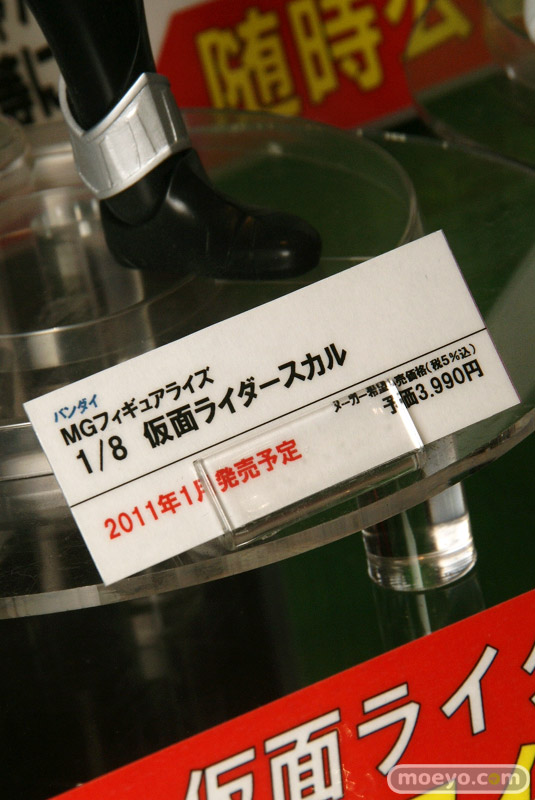 随時公
バンダイ
MGフィギュアライズ
1/8 仮面ライダースカル
メーカー希望 売価格(税5%込)
予価3.990円
2011年1月発売予定
仮面ライダ
moeyo.com